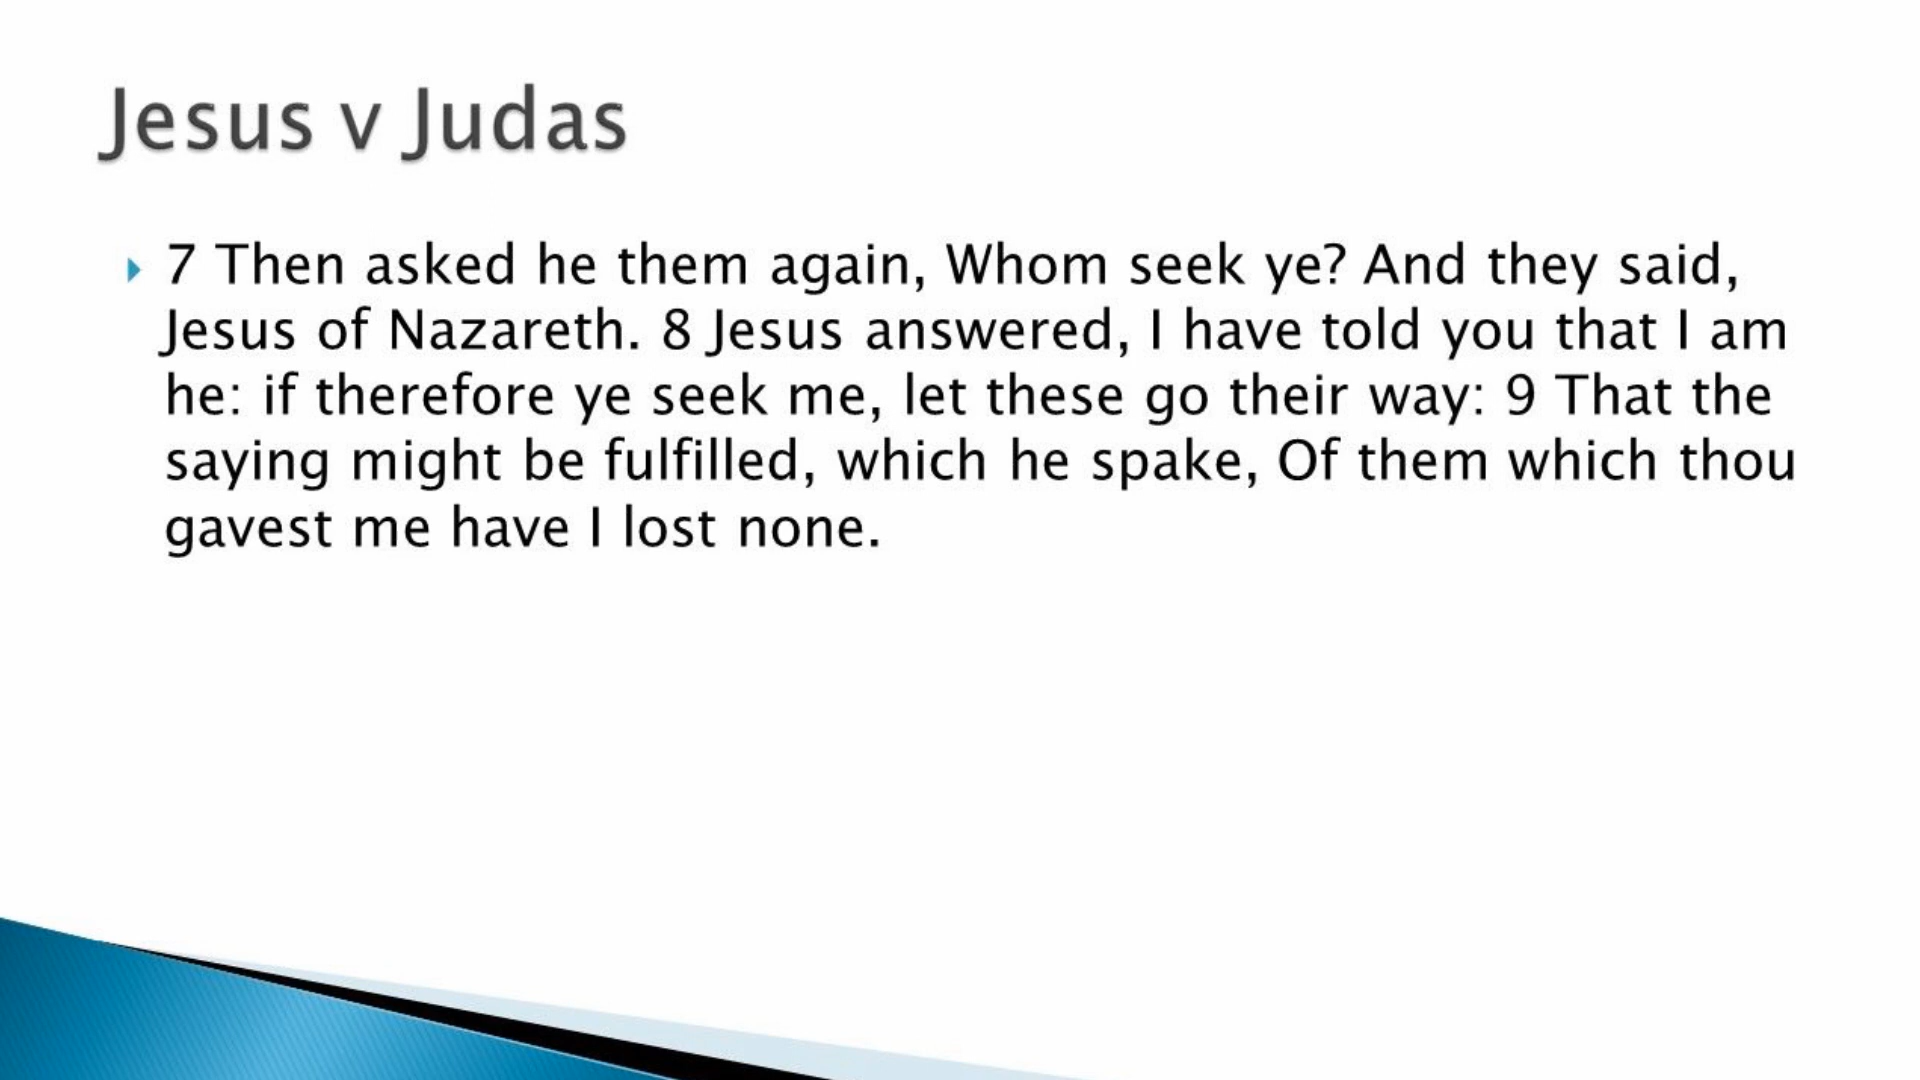 Jesus v Judas
7 Then asked he them again, Whom seek ye? And they said,
Jesus of Nazareth. 8 Jesus answered, I have told you that I am
he: if therefore ye seek me, let these go their way: 9 That the
saying might be fulfilled, which he spake, Of them which thou
gavest me have I lost none.